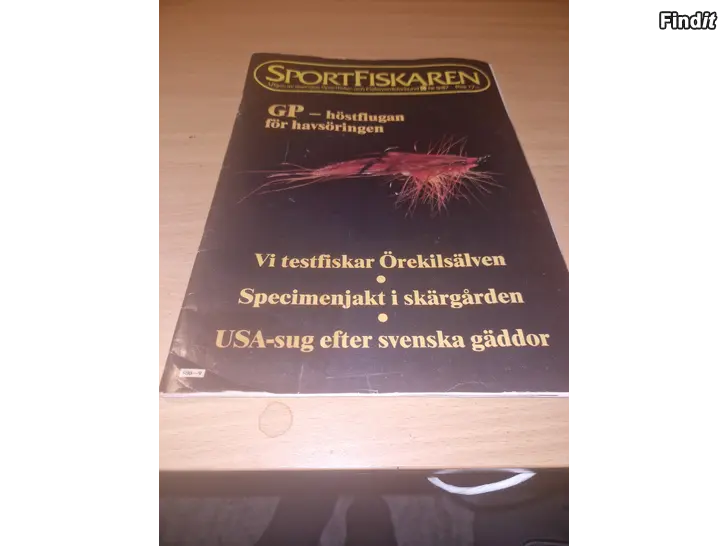 Findit
SPORTFISKAREN
GP – höstflugan
för havsöringen
Vi testfiskar Örekilsälven
Specimenjakt i skärgården
USA-sug efter svenska gäddor